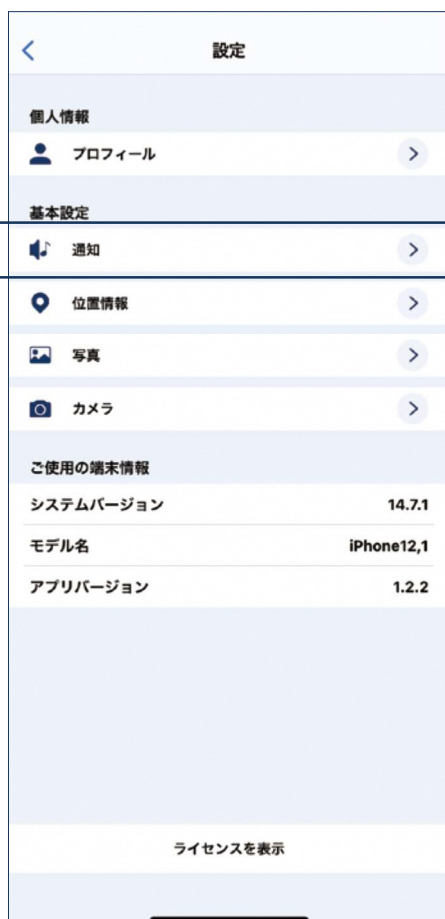 設定
個人情報
プロフィール
基本設定
通知
位置情報
写真
カメラ
ご使用の端末情報
システムバージョン 14.7.1
モデル名 iPhone12,1
アプリバージョン 1.2.2
ライセンスを表示